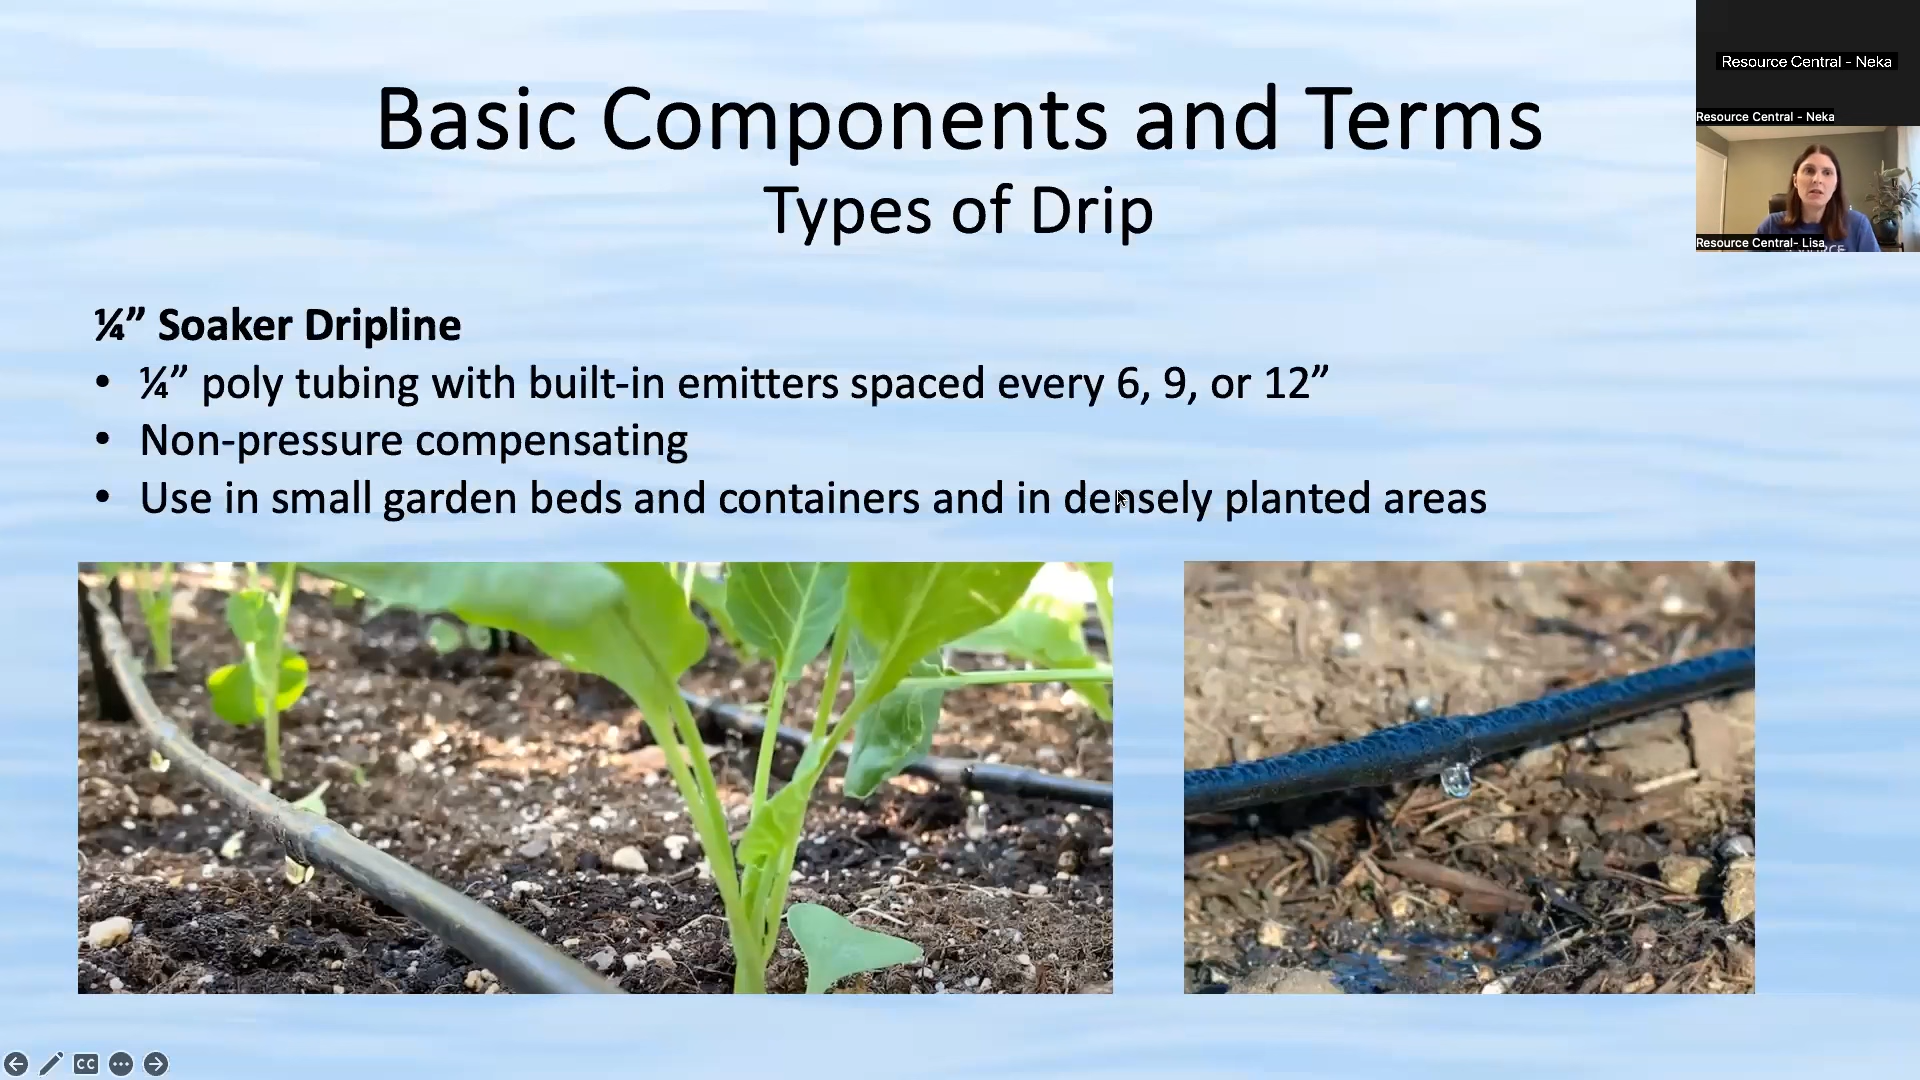 Resource Central - Neka
Resource Central - Neka
Resource Central- Lisa
Basic Components and Terms
Types of Drip
¼” Soaker Dripline
• ¼” poly tubing with built-in emitters spaced every 6, 9, or 12”
• Non-pressure compensating
• Use in small garden beds and containers and in densely planted areas
CC